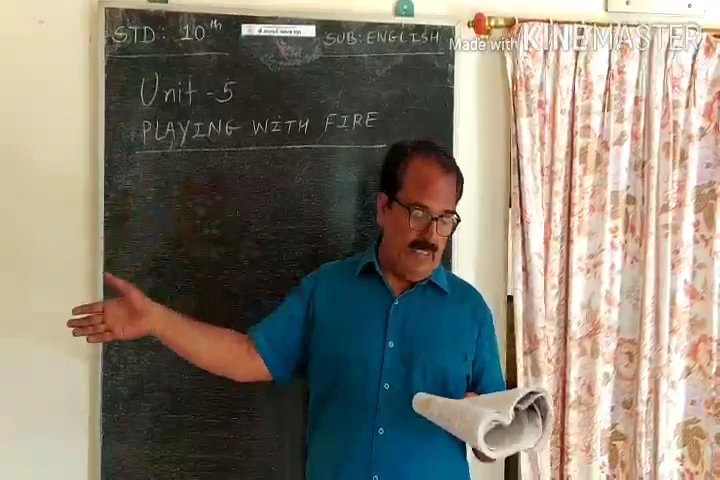 STD: 10th SUB: ENGLISH
Unit - 5
PLAYING WITH FIRE
Made with KINEMASTER